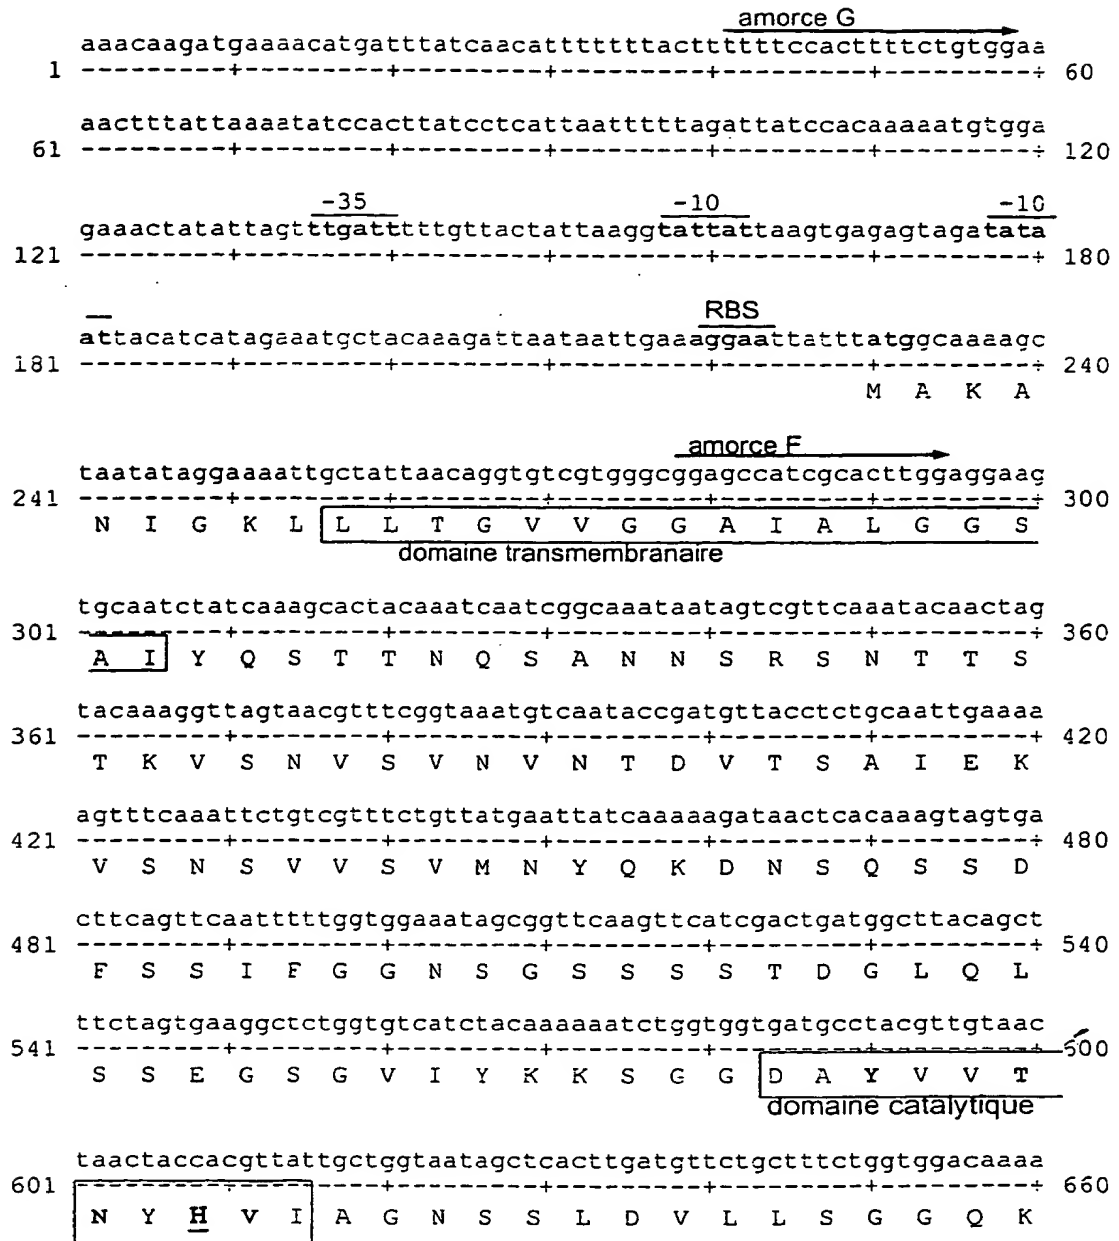 amorce G
aaacaagatgaaaacatgatttatcaacatttttttacttttttccacttttctgtggaa
1 ---------+---------+---------+---------+---------+---------+ 60
aactttattaaaatatccacttatcctcattaatttttagattatccacaaaaatgtgga
61 ---------+---------+---------+---------+---------+---------+ 120
-35 -10 -10
gaaactatattagtttgatttttgttactattaaggtattattaagtgagagtagatata
121 ---------+---------+---------+---------+---------+---------+ 180
RBS
attacatcatagaaatgctacaaagattaataattgaaaggaattatttatggcaaaagc
181 ---------+---------+---------+---------+---------+---------+ 240
M A K A
amorce F
taatataggaaaattgctattaacaggtgtcgtgggcggagccatcgcacttggaggaag
241 ---------+---------+---------+---------+---------+---------+ 300
N I G K L L L T G V V G G A I A L G G S
domaine transmembranaire
tgcaatctatcaaagcactacaaatcaatcggcaaataatagtcgttcaaatacaactag
301 ---------+---------+---------+---------+---------+---------+ 360
A I Y Q S T T N Q S A N N S R S N T T S
tacaaaggttagtaacgtttcggtaaatgtcaataccgatgttacctctgcaattgaaaa
361 ---------+---------+---------+---------+---------+---------+ 420
T K V S N V S V N V N T D V T S A I E K
agtttcaaattctgtcgtttctgttatgaattatcaaaaagataactcacaaagtagtga
421 ---------+---------+---------+---------+---------+---------+ 480
V S N S V V S V M N Y Q K D N S Q S S D
cttcagttcaatttttggtggaaatagcggttcaagttcatcgactgatggcttacagct
481 ---------+---------+---------+---------+---------+---------+ 540
F S S I F G G N S G S S S S T D G L Q L
ttctagtgaaggctctggtgtcatctacaaaaaatctggtggtgatgcctacgttgtaac
541 ---------+---------+---------+---------+---------+---------+ 600
S S E G S G V I Y K K S G G D A Y V V T
domaine catalytique
taactaccacgttattgctggtaatagctcacttgatgttctgctttctggtggacaaaa
601 ---------+---------+---------+---------+---------+---------+ 660
N Y H V I A G N S S L D V L L S G G Q K